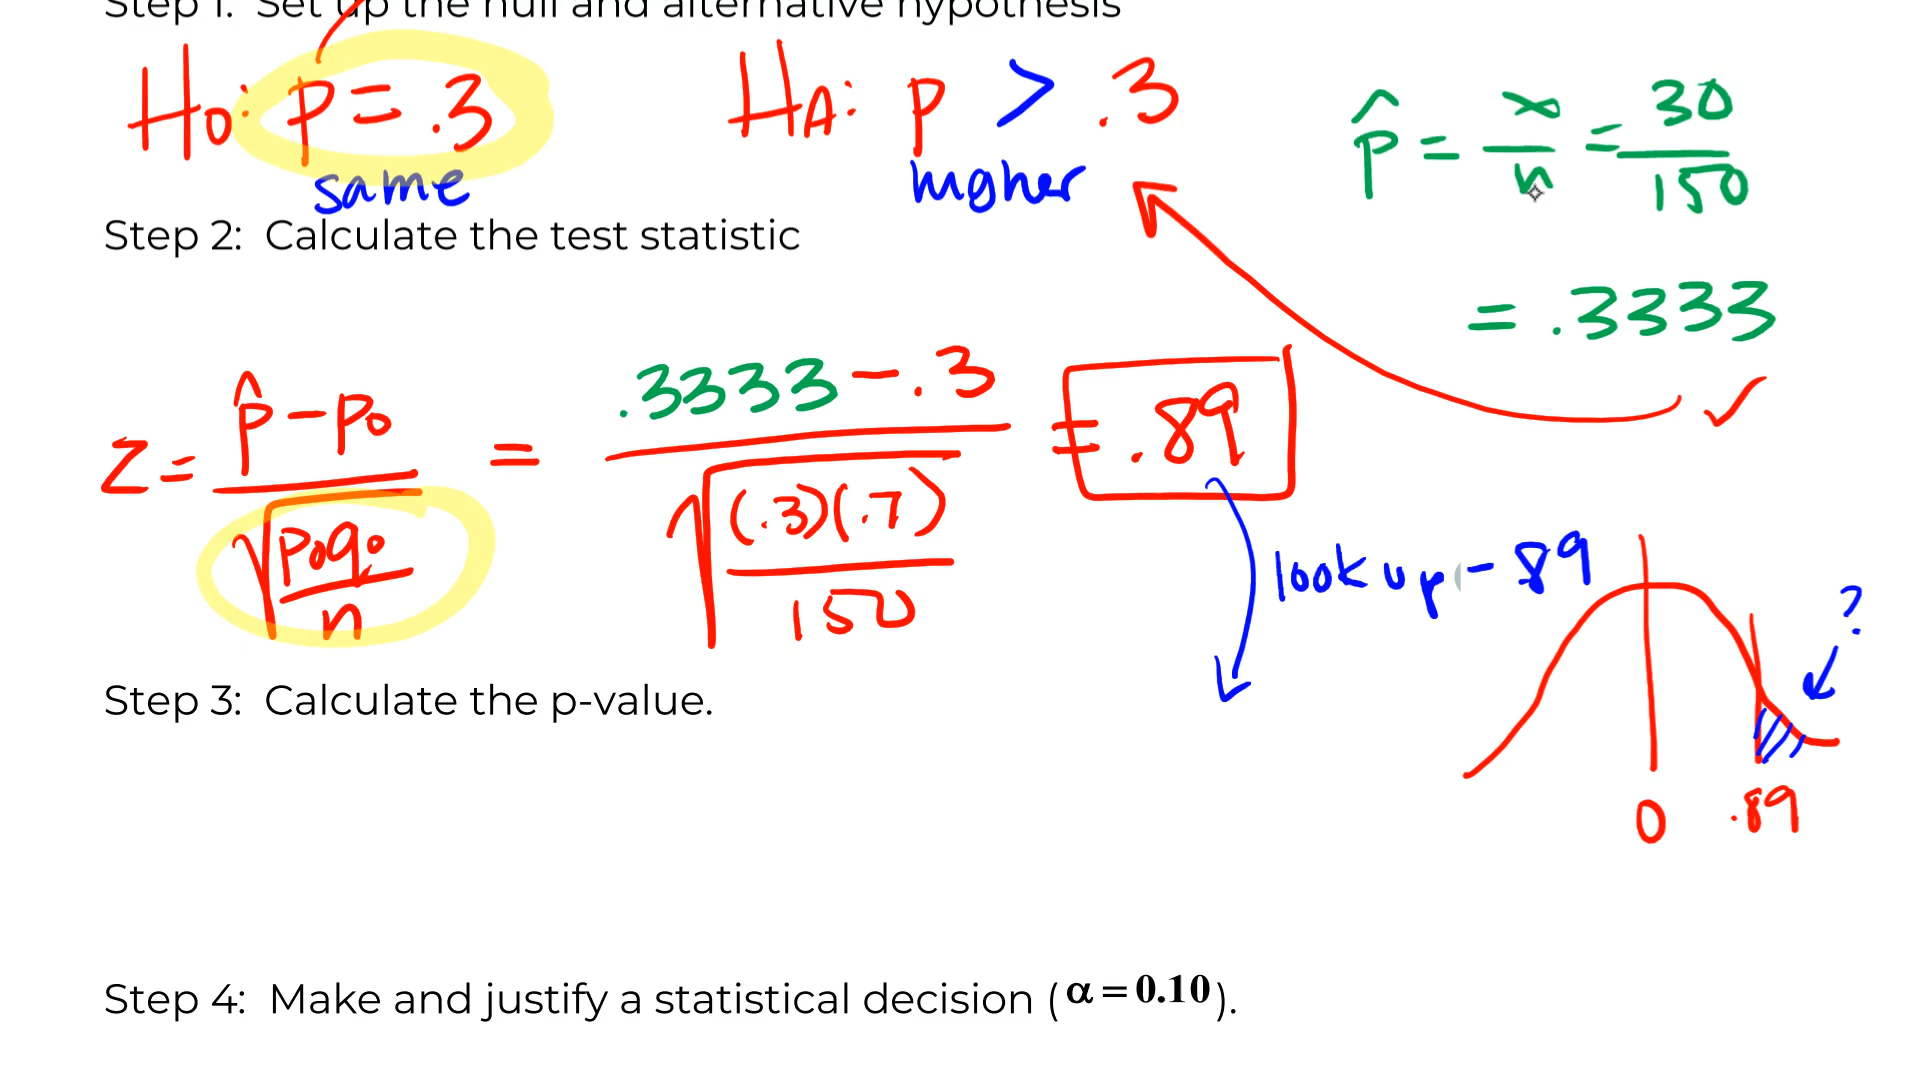 Step 1: Set up the null and alternative hypothesis
H₀: p = .3
same
Hᴀ: p > .3
higher
p̂ = x/n = 30/150
= .3333 ✓
Step 2: Calculate the test statistic
z = (p̂ − p₀)/√(p₀q₀/n) = (.3333 − .3)/√((.3)(.7)/150) = .89
look up − 89
?
0 .89
Step 3: Calculate the p-value.
Step 4: Make and justify a statistical decision (α = 0.10).